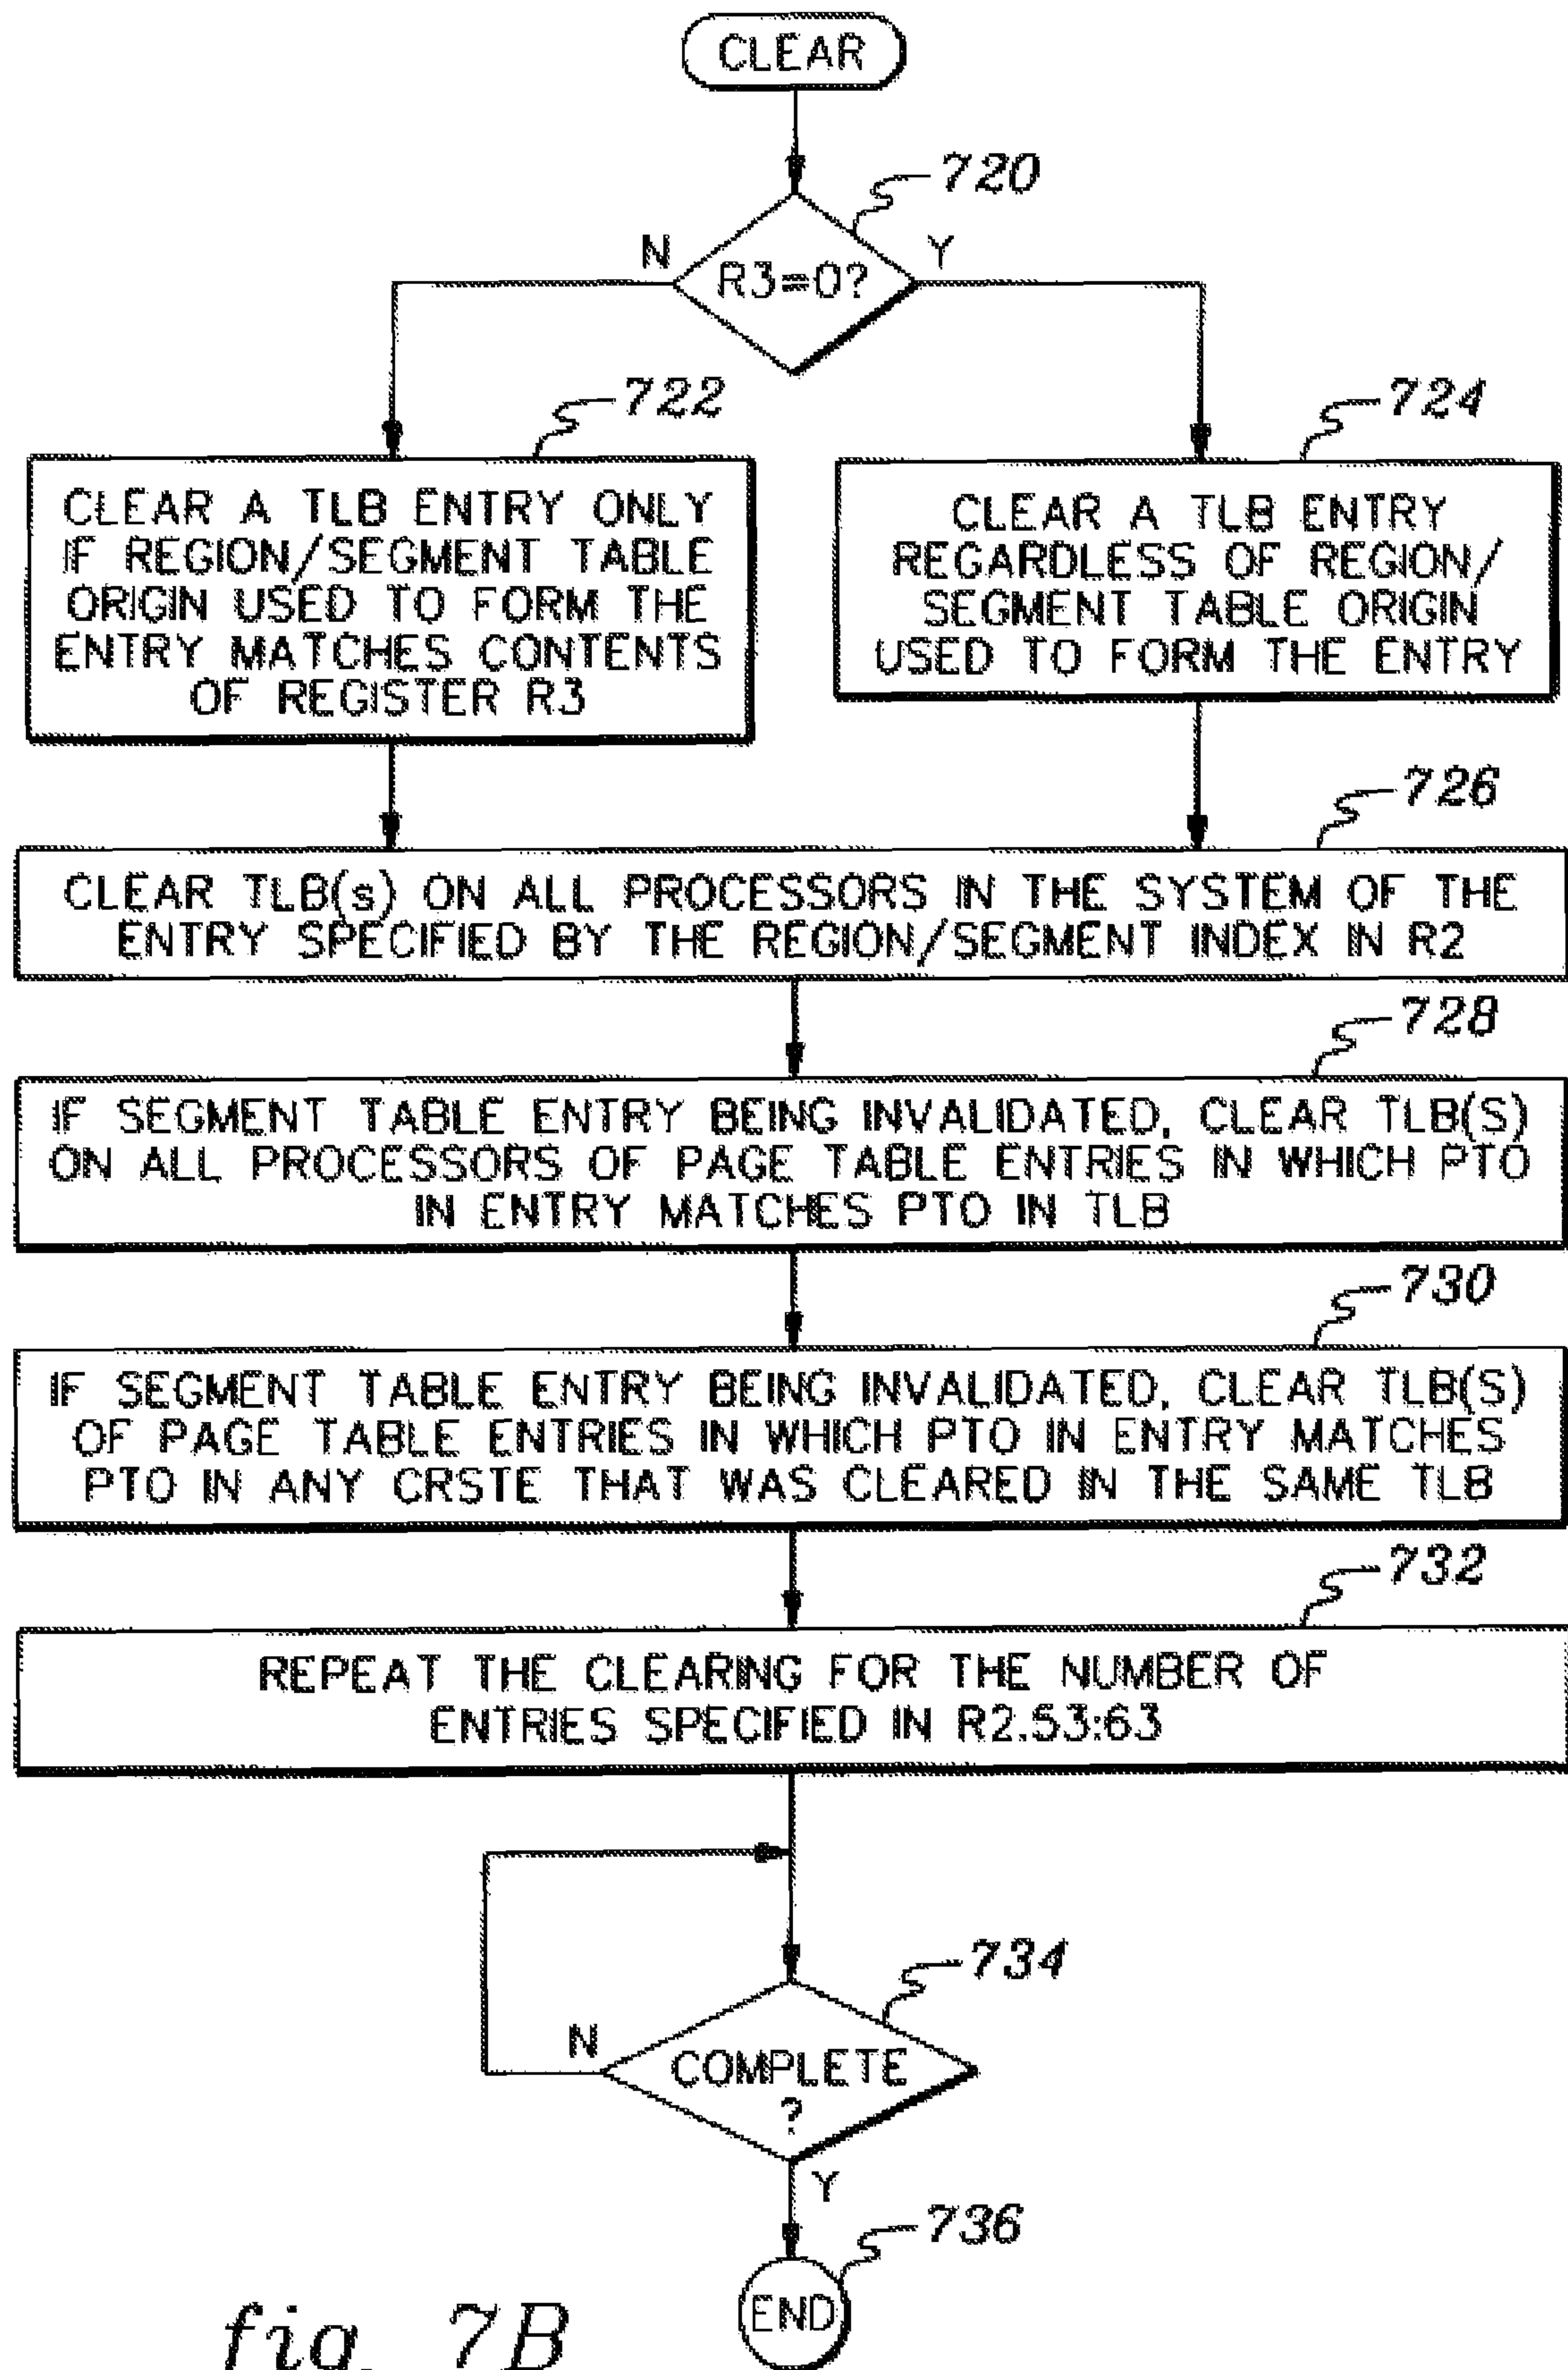 CLEAR
720
N
R3=0?
Y
722
724
CLEAR A TLB ENTRY ONLY
IF REGION/SEGMENT TABLE
ORIGIN USED TO FORM THE
ENTRY MATCHES CONTENTS
OF REGISTER R3
CLEAR A TLB ENTRY
REGARDLESS OF REGION/
SEGMENT TABLE ORIGIN
USED TO FORM THE ENTRY
726
CLEAR TLB(s) ON ALL PROCESSORS IN THE SYSTEM OF THE
ENTRY SPECIFIED BY THE REGION/SEGMENT INDEX IN R2
728
IF SEGMENT TABLE ENTRY BEING INVALIDATED, CLEAR TLB(S)
ON ALL PROCESSORS OF PAGE TABLE ENTRIES IN WHICH PTO
IN ENTRY MATCHES PTO IN TLB
730
IF SEGMENT TABLE ENTRY BEING INVALIDATED, CLEAR TLB(S)
OF PAGE TABLE ENTRIES IN WHICH PTO IN ENTRY MATCHES
PTO IN ANY CRSTE THAT WAS CLEARED IN THE SAME TLB
732
REPEAT THE CLEARING FOR THE NUMBER OF
ENTRIES SPECIFIED IN R2.53:63
734
N
COMPLETE
?
Y
736
END
fig. 7B